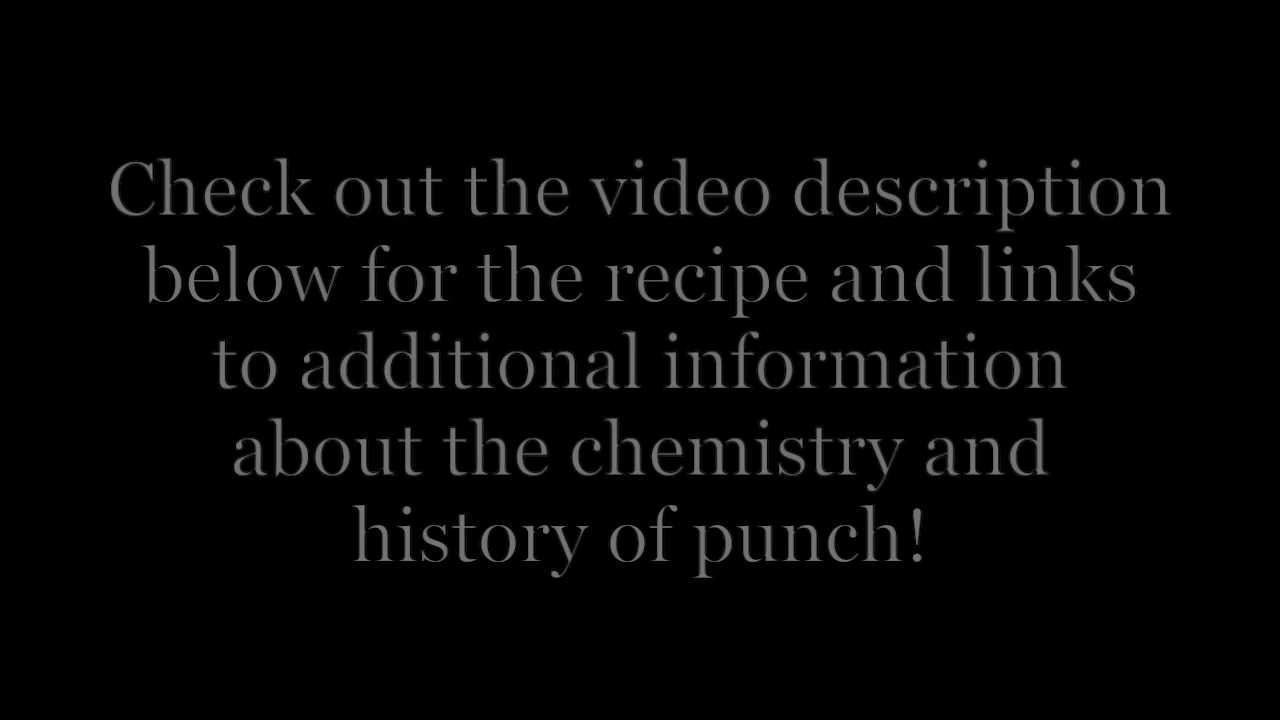 Check out the video description
below for the recipe and links
to additional information
about the chemistry and
history of punch!